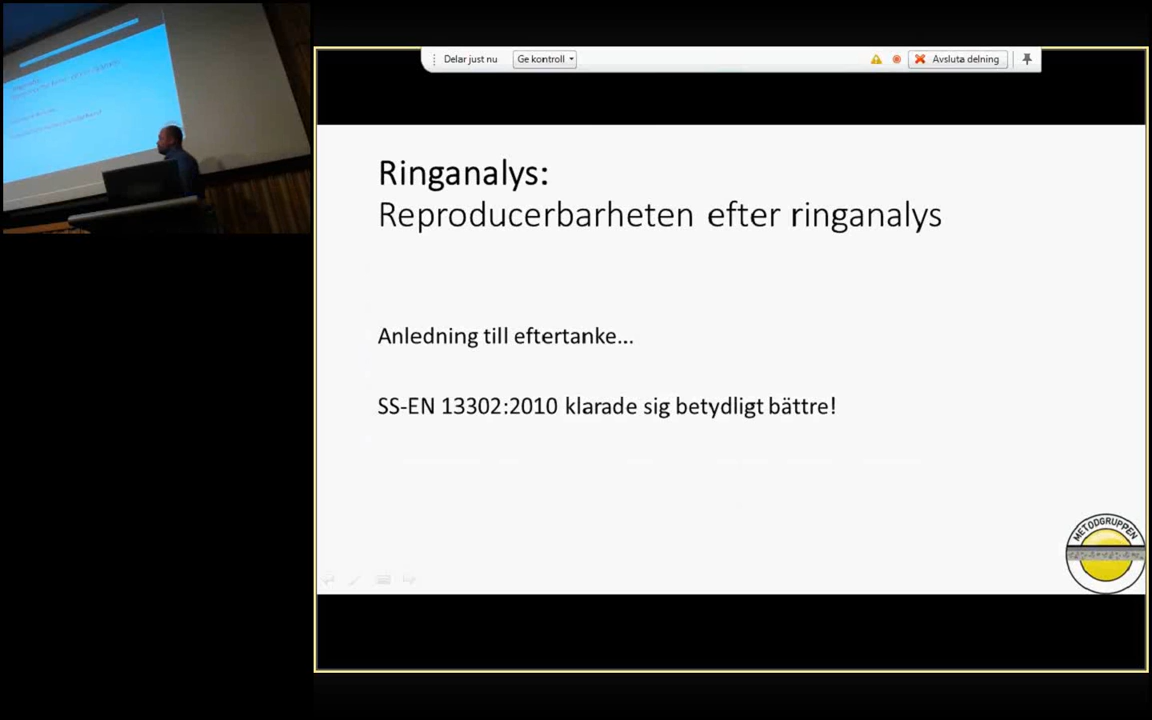 Delar just nu
Ge kontroll
Avsluta delning
Ringanalys:
Reproducerbarheten efter ringanalys
Anledning till eftertanke...
SS-EN 13302:2010 klarade sig betydligt bättre!
METODGRUPPEN